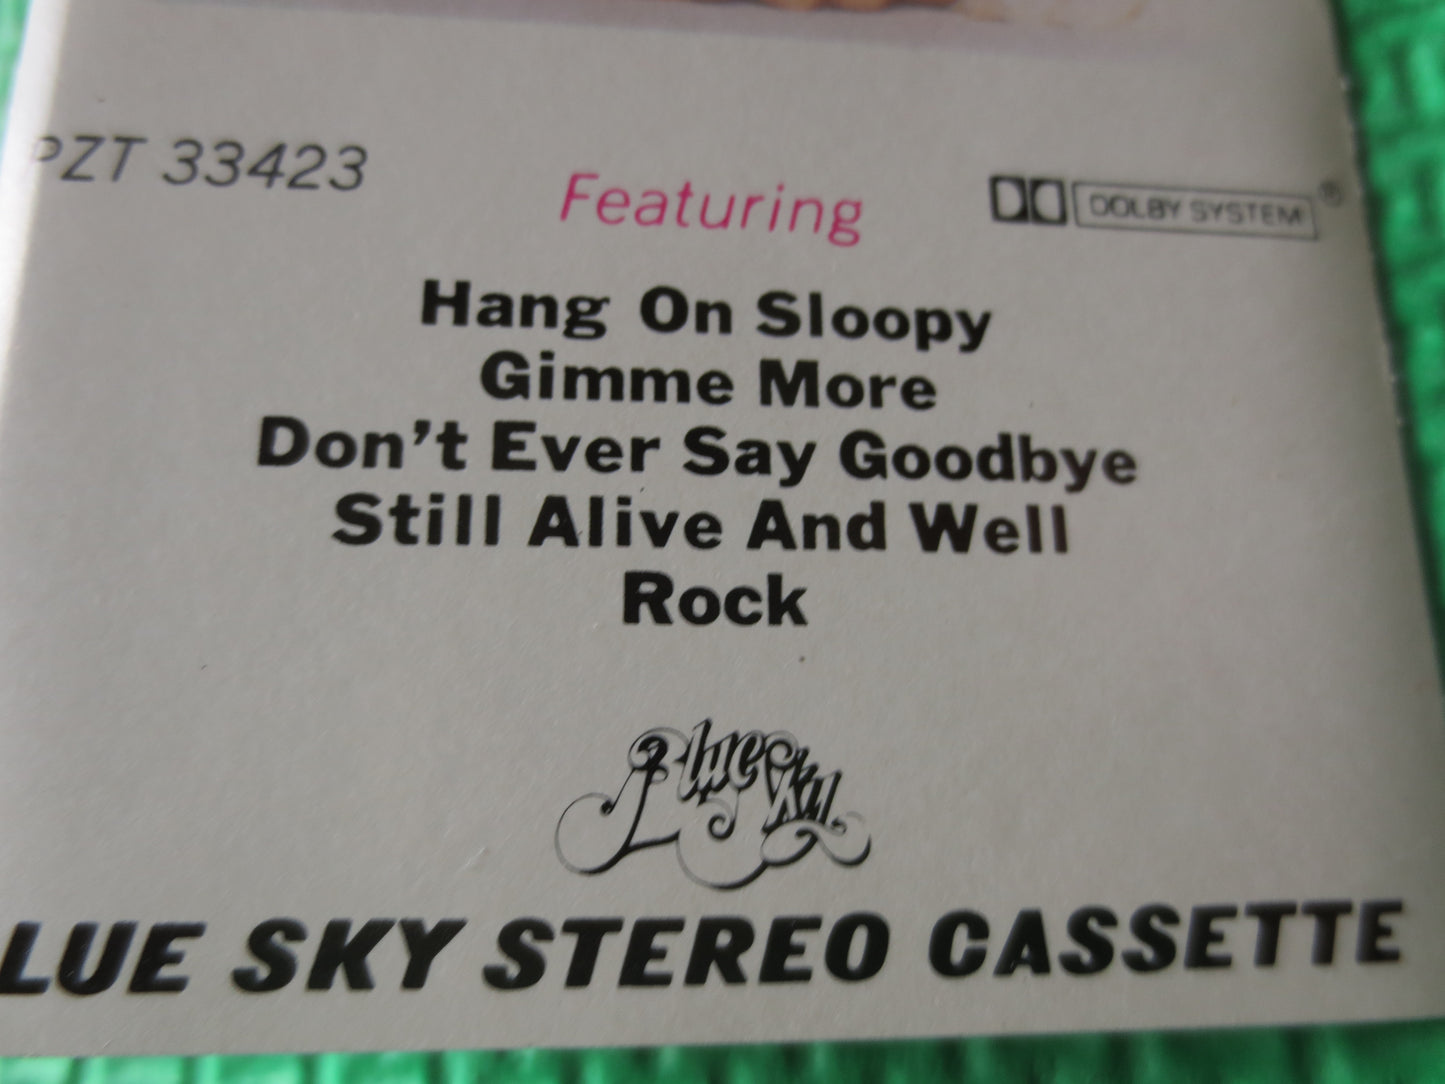 PZT 33423
Featuring
DOLBY SYSTEM ®
Hang On Sloopy
Gimme More
Don't Ever Say Goodbye
Still Alive And Well
Rock
Blue Sky
LUE SKY STEREO CASSETTE